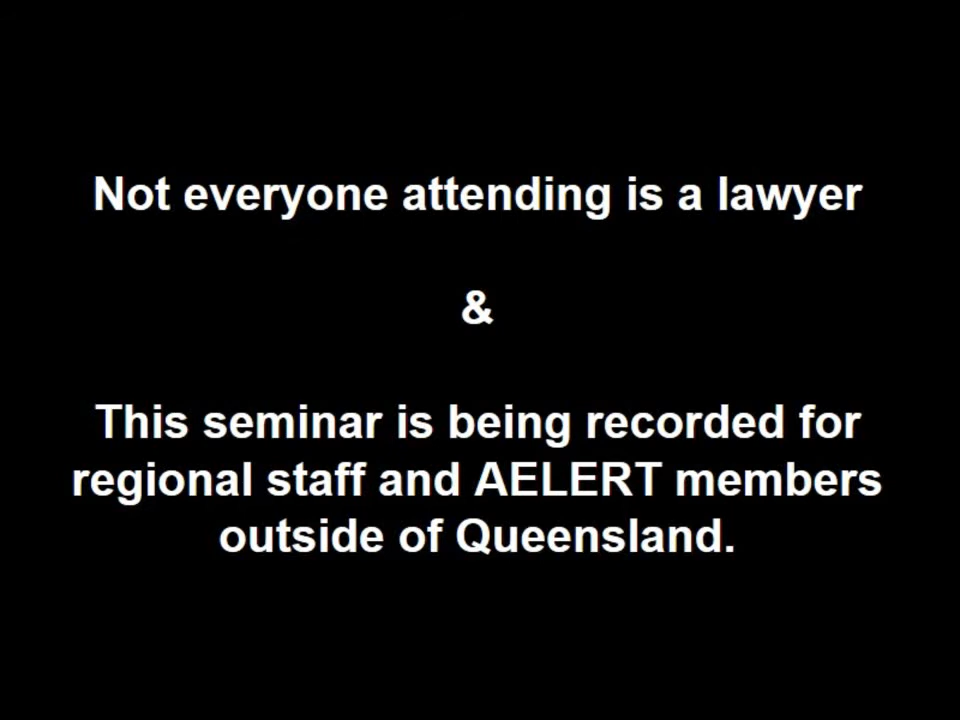 Not everyone attending is a lawyer
&
This seminar is being recorded for
regional staff and AELERT members
outside of Queensland.